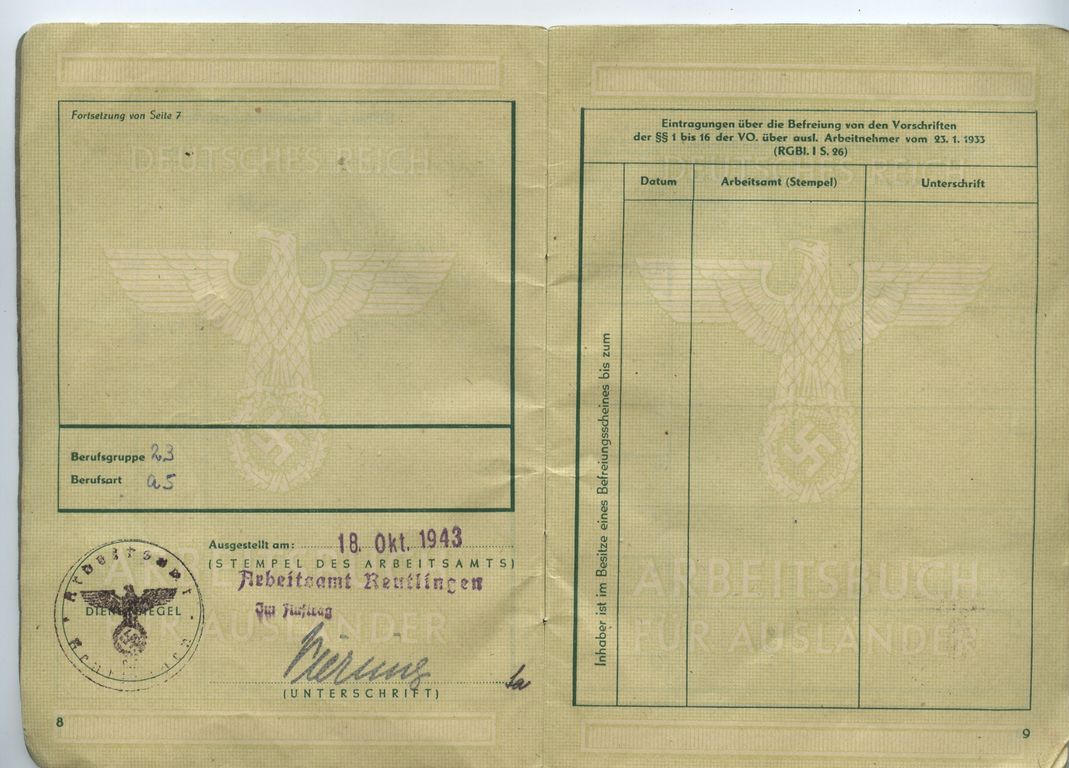 Fortsetzung von Seite 7
DEUTSCHES REICH
Berufsgruppe 23
Berufsart a5
Ausgestellt am: 18. Okt. 1943
(STEMPEL DES ARBEITSAMTS)
Arbeitsamt Reutlingen
Im Auftrag
(UNTERSCHRIFT)
Arbeitsamt
DIENSTSIEGEL
Reutlingen
ARBEITSBUCH
FÜR AUSLÄNDER
8
Eintragungen über die Befreiung von den Vorschriften
der §§ 1 bis 16 der VO. über ausl. Arbeitnehmer vom 23. 1. 1933
(RGBl. I S. 26)
DEUTSCHES REICH
Datum
Arbeitsamt (Stempel)
Unterschrift
Inhaber ist im Besitze eines Befreiungsscheines bis zum
ARBEITSBUCH
FÜR AUSLÄNDER
9